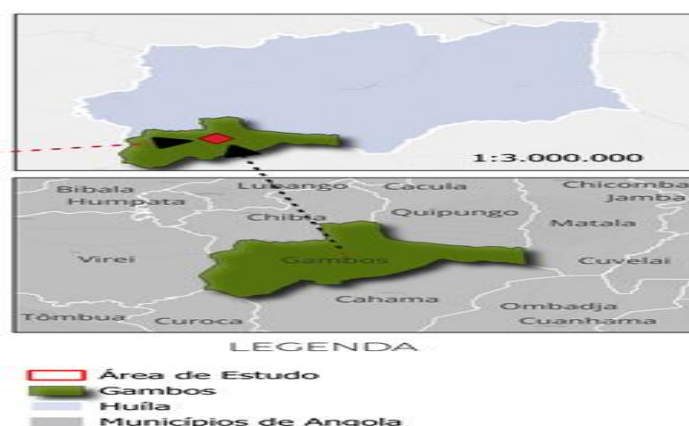 1:3.000.000
Bibala Lubango Cacula Chicomba
Humpata Jamba
Chibia Quipungo Matala
Virei Gambos Cuvelai
Cahama Ombadja
Tômbua Curoca Cuanhama
LEGENDA
Área de Estudo
Gambos
Huíla
Municípios de Angola